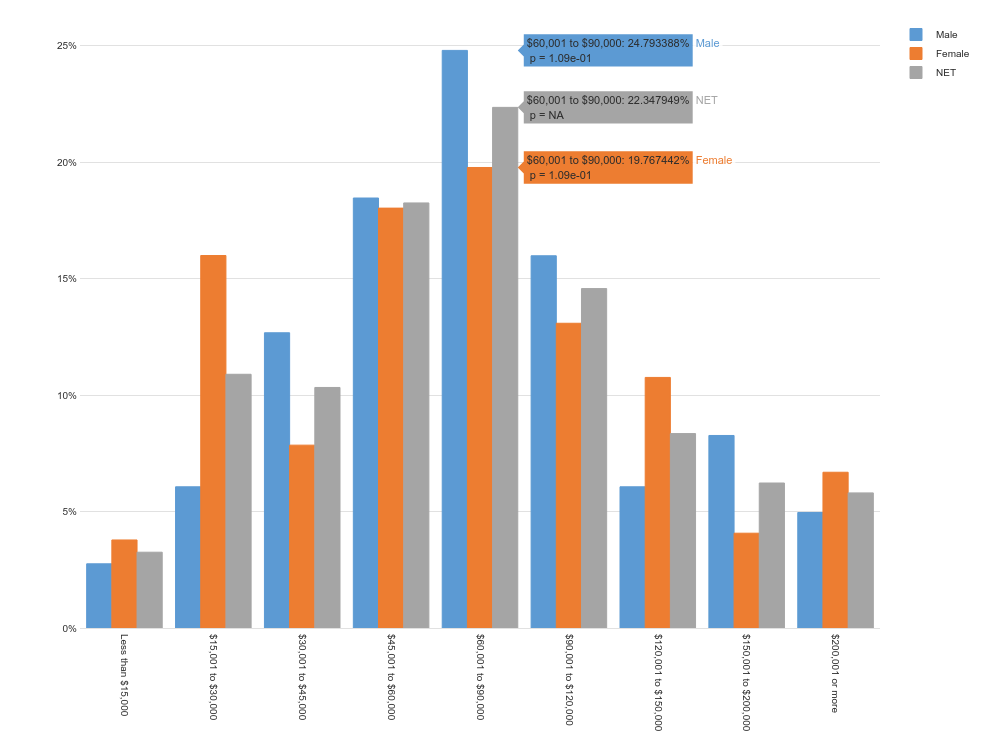 25%
20%
15%
10%
5%
0%
$60,001 to $90,000: 24.793388% Male
p = 1.09e-01
$60,001 to $90,000: 22.347949% NET
p = NA
$60,001 to $90,000: 19.767442% Female
p = 1.09e-01
Male
Female
NET
Less than $15,000
$15,001 to $30,000
$30,001 to $45,000
$45,001 to $60,000
$60,001 to $90,000
$90,001 to $120,000
$120,001 to $150,000
$150,001 to $200,000
$200,001 or more